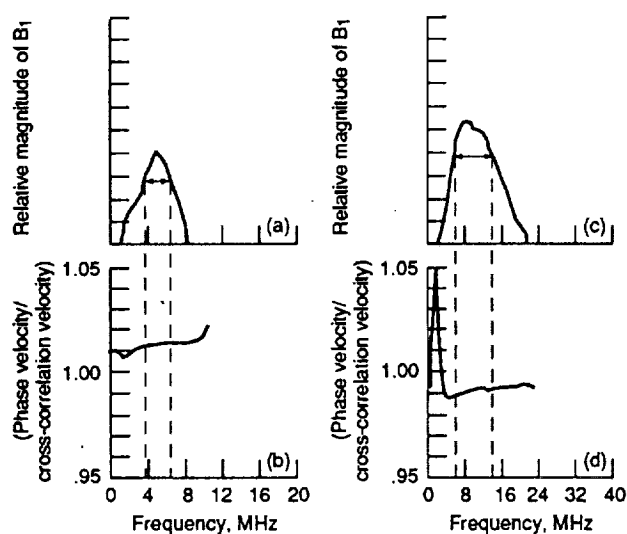 Relative magnitude of B1
(a)
Relative magnitude of B1
(c)
(Phase velocity/
cross-correlation velocity)
1.05
1.00
.95
(b)
0 4 8 12 16 20
Frequency, MHz
(Phase velocity/
cross-correlation velocity)
1.05
1.00
.95
(d)
0 8 16 24 32 40
Frequency, MHz